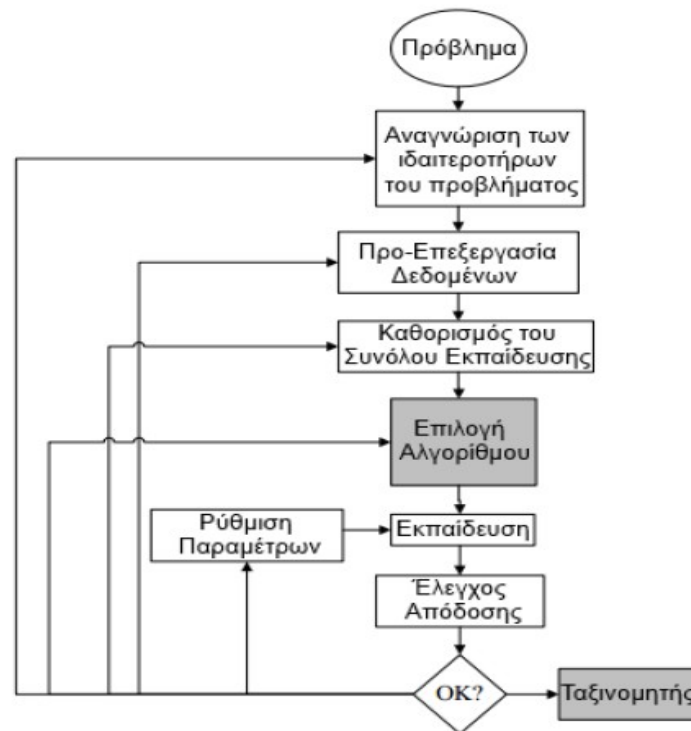 Πρόβλημα
Αναγνώριση των
ιδαιτεροτήρων
του προβλήματος
Προ-Επεξεργασία
Δεδομένων
Καθορισμός του
Συνόλου Εκπαίδευσης
Επιλογή
Αλγορίθμου
Ρύθμιση
Παραμέτρων
Εκπαίδευση
Έλεγχος
Απόδοσης
OK?
Ταξινομητής